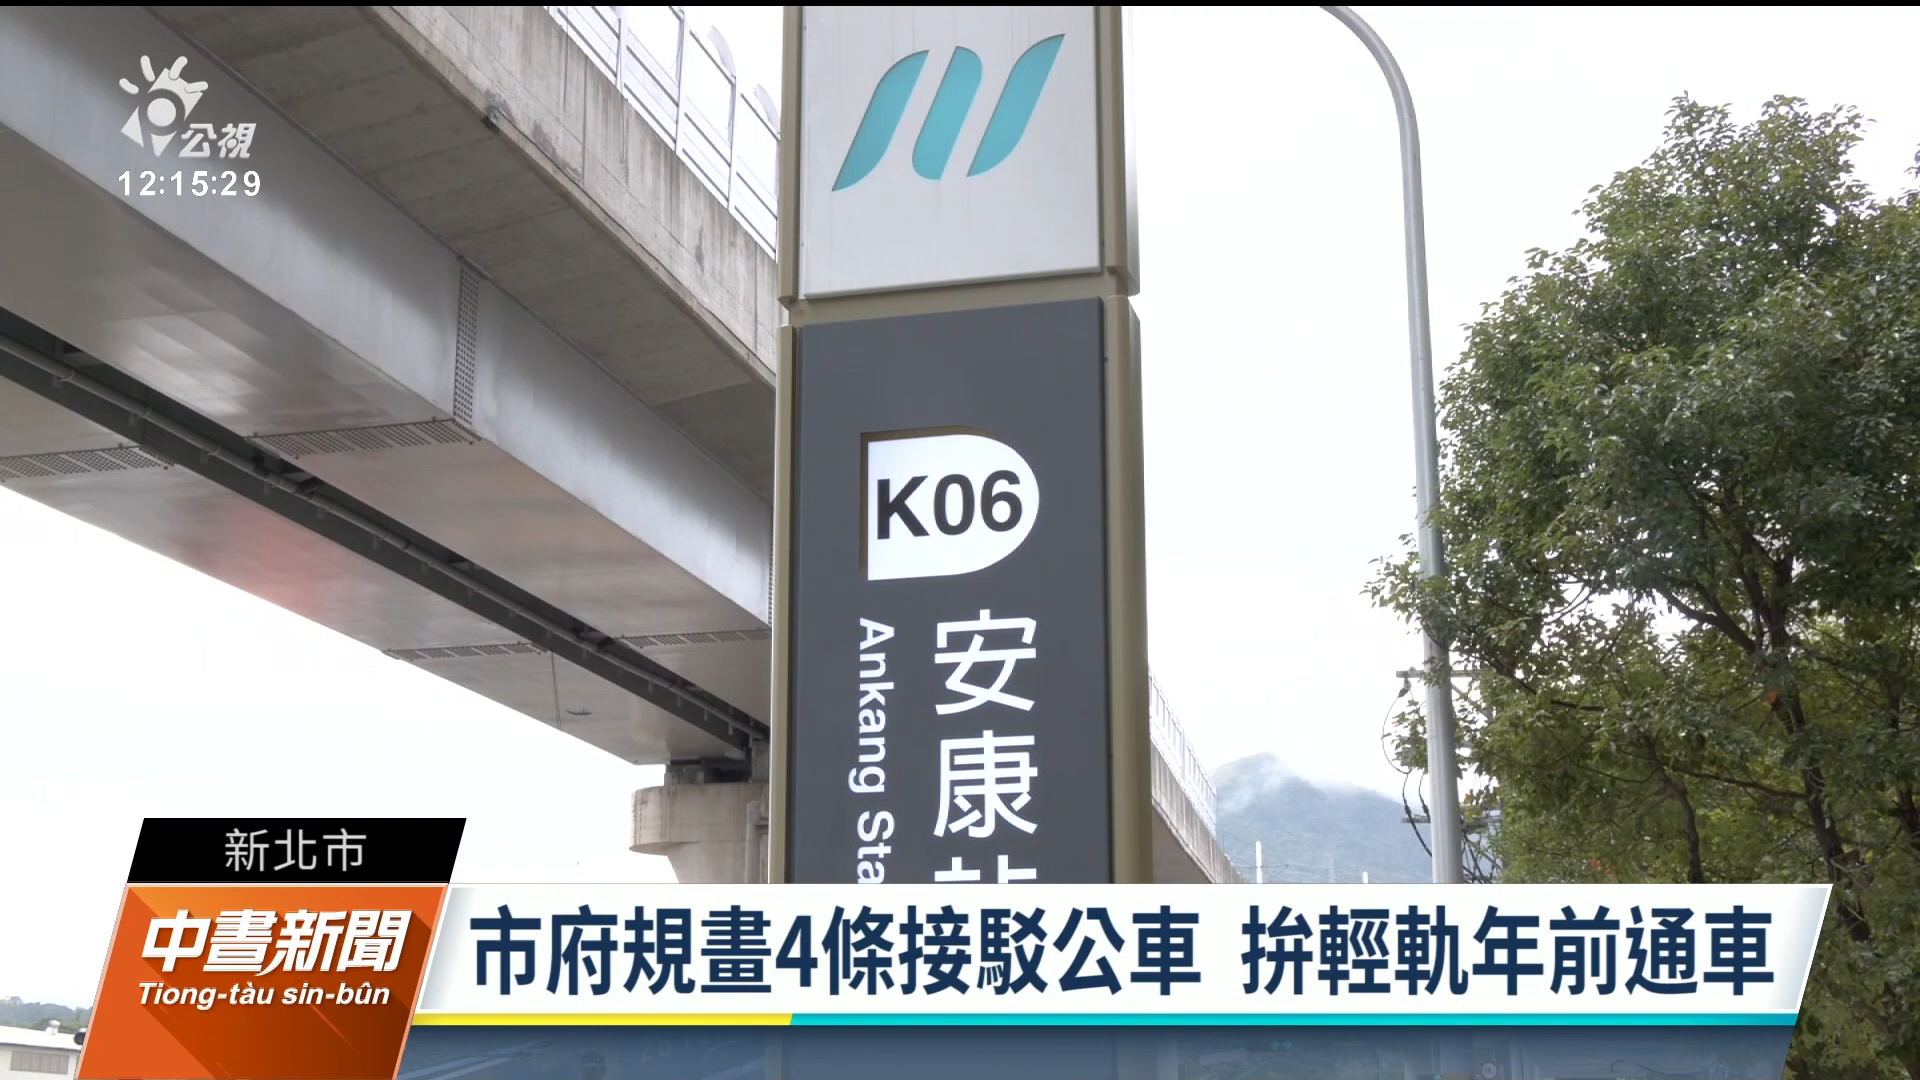 公視
12:15:29
K06
安康站
Ankang Sta
新北市
中晝新聞
Tiong-tàu sin-bûn
市府規畫4條接駁公車 拚輕軌年前通車